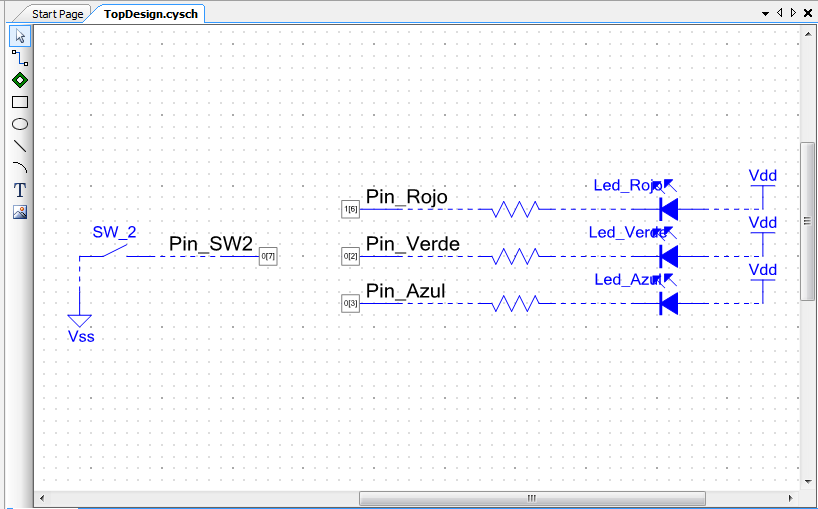 Start Page
TopDesign.cysch
T
Vdd
Led_Rojo
Pin_Rojo
1[6]
Vdd
SW_2
Led_Verde
Pin_SW2
Pin_Verde
0[7]
0[2]
Vdd
Led_Azul
Pin_Azul
0[3]
Vss